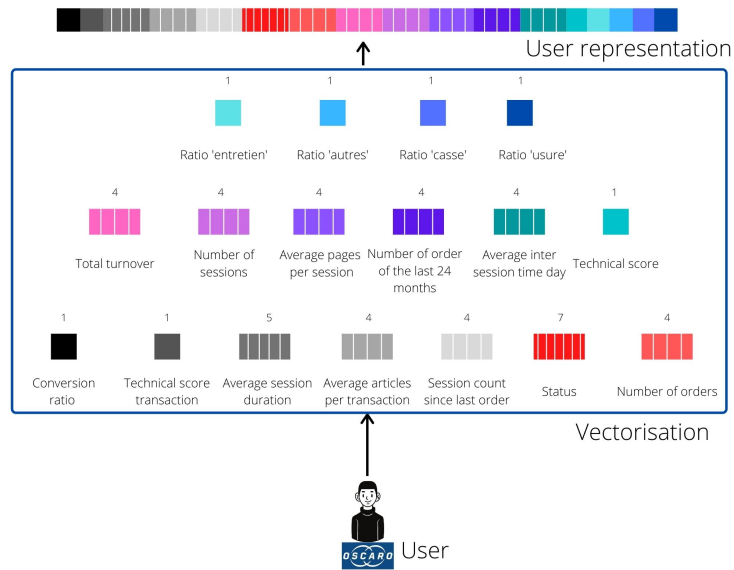 User representation
1 1 1 1
Ratio 'entretien' Ratio 'autres' Ratio 'casse' Ratio 'usure'
4 4 4 4 4 1
Total turnover
Number of
sessions
Average pages
per session
Number of order
of the last 24
months
Average inter
session time day
Technical score
1 1 5 4 4 7 4
Conversion
ratio
Technical score
transaction
Average session
duration
Average articles
per transaction
Session count
since last order
Status
Number of orders
Vectorisation
OSCARO
User